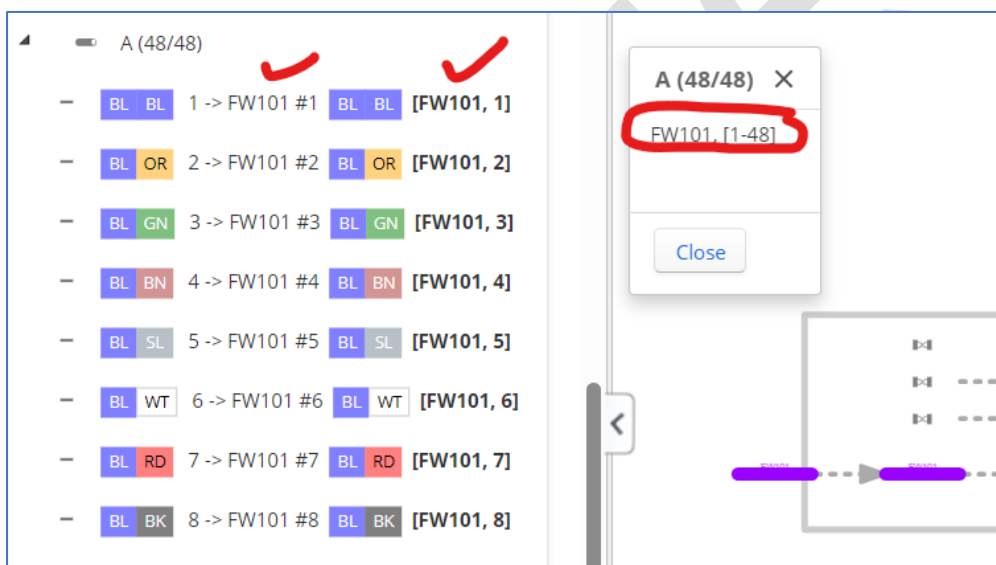 A (48/48)
BL BL 1 -> FW101 #1 BL BL [FW101, 1]
BL OR 2 -> FW101 #2 BL OR [FW101, 2]
BL GN 3 -> FW101 #3 BL GN [FW101, 3]
BL BN 4 -> FW101 #4 BL BN [FW101, 4]
BL SL 5 -> FW101 #5 BL SL [FW101, 5]
BL WT 6 -> FW101 #6 BL WT [FW101, 6]
BL RD 7 -> FW101 #7 BL RD [FW101, 7]
BL BK 8 -> FW101 #8 BL BK [FW101, 8]
A (48/48)
FW101, [1-48]
Close
FW101 FW101